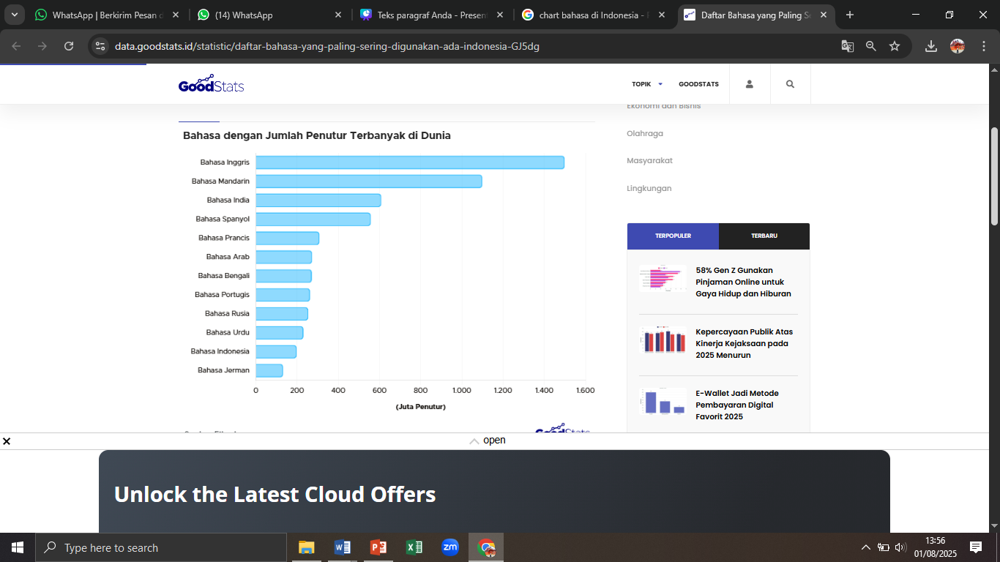 WhatsApp | Berkirim Pesan d
(14) WhatsApp
Teks paragraf Anda - Present
chart bahasa di Indonesia -
Daftar Bahasa yang Paling Se
data.goodstats.id/statistic/daftar-bahasa-yang-paling-sering-digunakan-ada-indonesia-GJ5dg
GoodStats
TOPIK
GOODSTATS
Ekonomi dan Bisnis
Olahraga
Masyarakat
Lingkungan
Bahasa dengan Jumlah Penutur Terbanyak di Dunia
Bahasa Inggris
Bahasa Mandarin
Bahasa India
Bahasa Spanyol
Bahasa Prancis
Bahasa Arab
Bahasa Bengali
Bahasa Portugis
Bahasa Rusia
Bahasa Urdu
Bahasa Indonesia
Bahasa Jerman
0 200 400 600 800 1.000 1.200 1.400 1.600
(Juta Penutur)
GoodStats
TERPOPULER
TERBARU
58% Gen Z Gunakan
Pinjaman Online untuk
Gaya Hidup dan Hiburan
Kepercayaan Publik Atas
Kinerja Kejaksaan pada
2025 Menurun
E-Wallet Jadi Metode
Pembayaran Digital
Favorit 2025
open
Unlock the Latest Cloud Offers
Type here to search
zm
13:56
01/08/2025